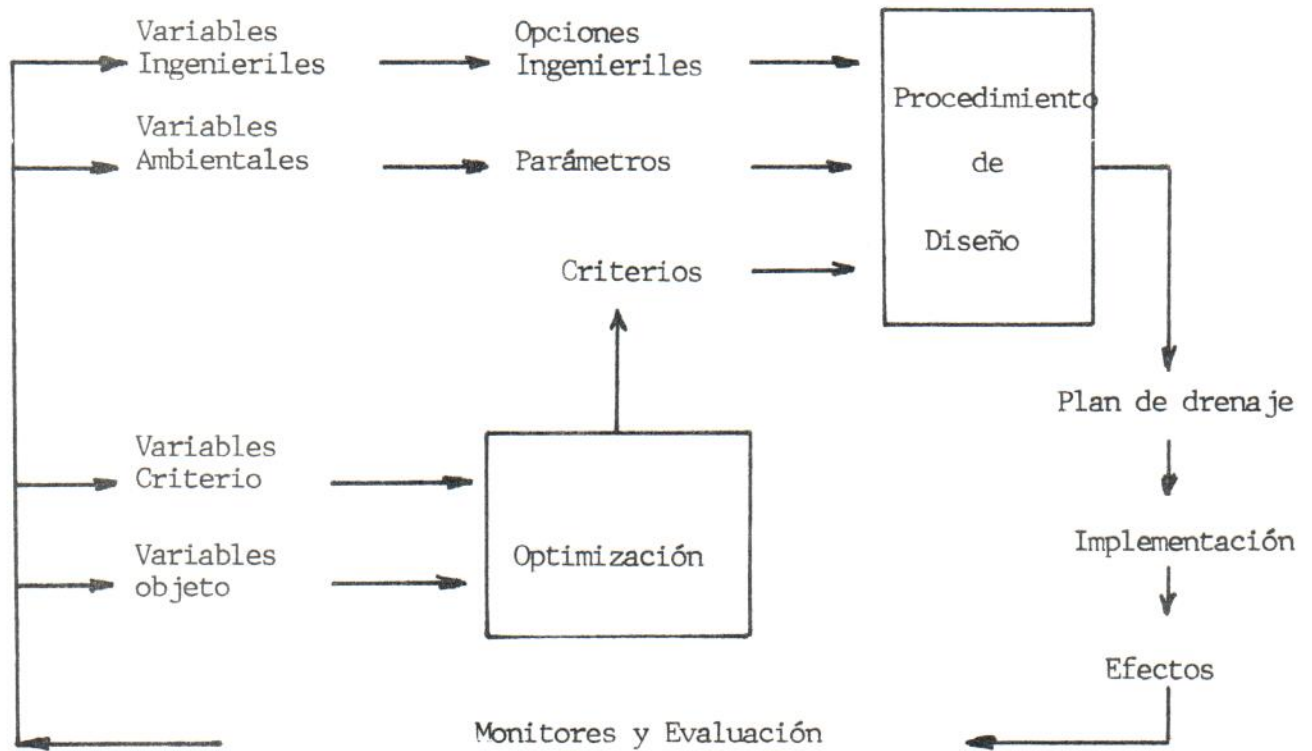 Variables
Ingenieriles
Opciones
Ingenieriles
Procedimiento
de
Diseño
Variables
Ambientales
Parámetros
Criterios
Plan de drenaje
Variables
Criterio
Optimización
Implementación
Variables
objeto
Efectos
Monitores y Evaluación